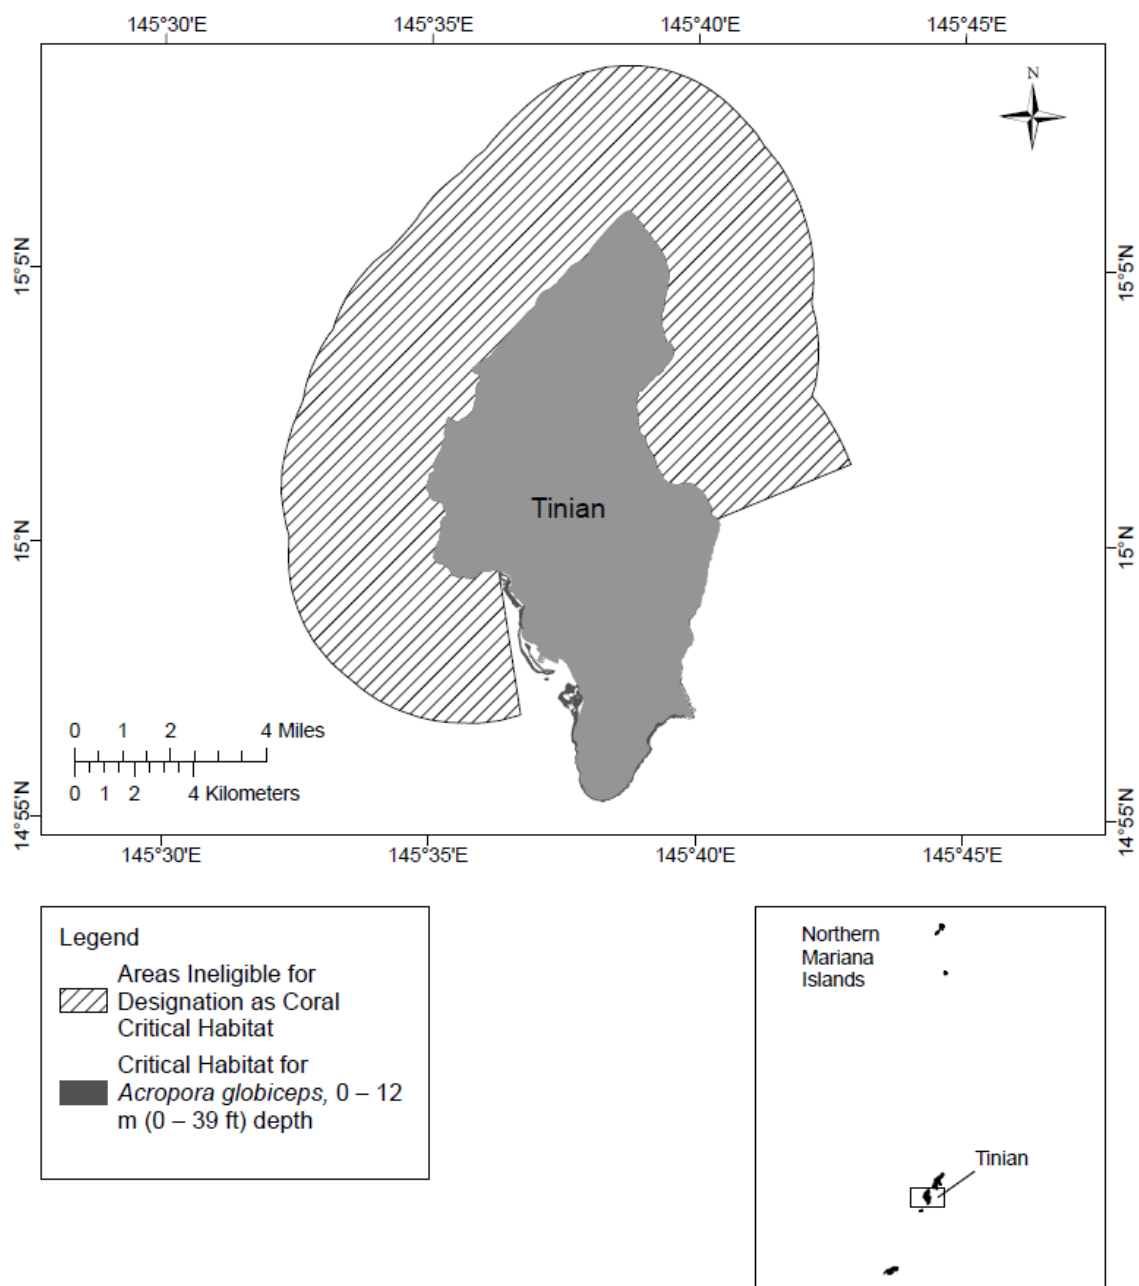 145°30'E 145°35'E 145°40'E 145°45'E
N
15°5'N 15°5'N
Tinian
15°N 15°N
0 1 2 4 Miles
0 1 2 4 Kilometers
14°55'N 14°55'N
145°30'E 145°35'E 145°40'E 145°45'E
Legend
Areas Ineligible for
Designation as Coral
Critical Habitat
Critical Habitat for
Acropora globiceps, 0 – 12
m (0 – 39 ft) depth
Northern
Mariana
Islands
Tinian